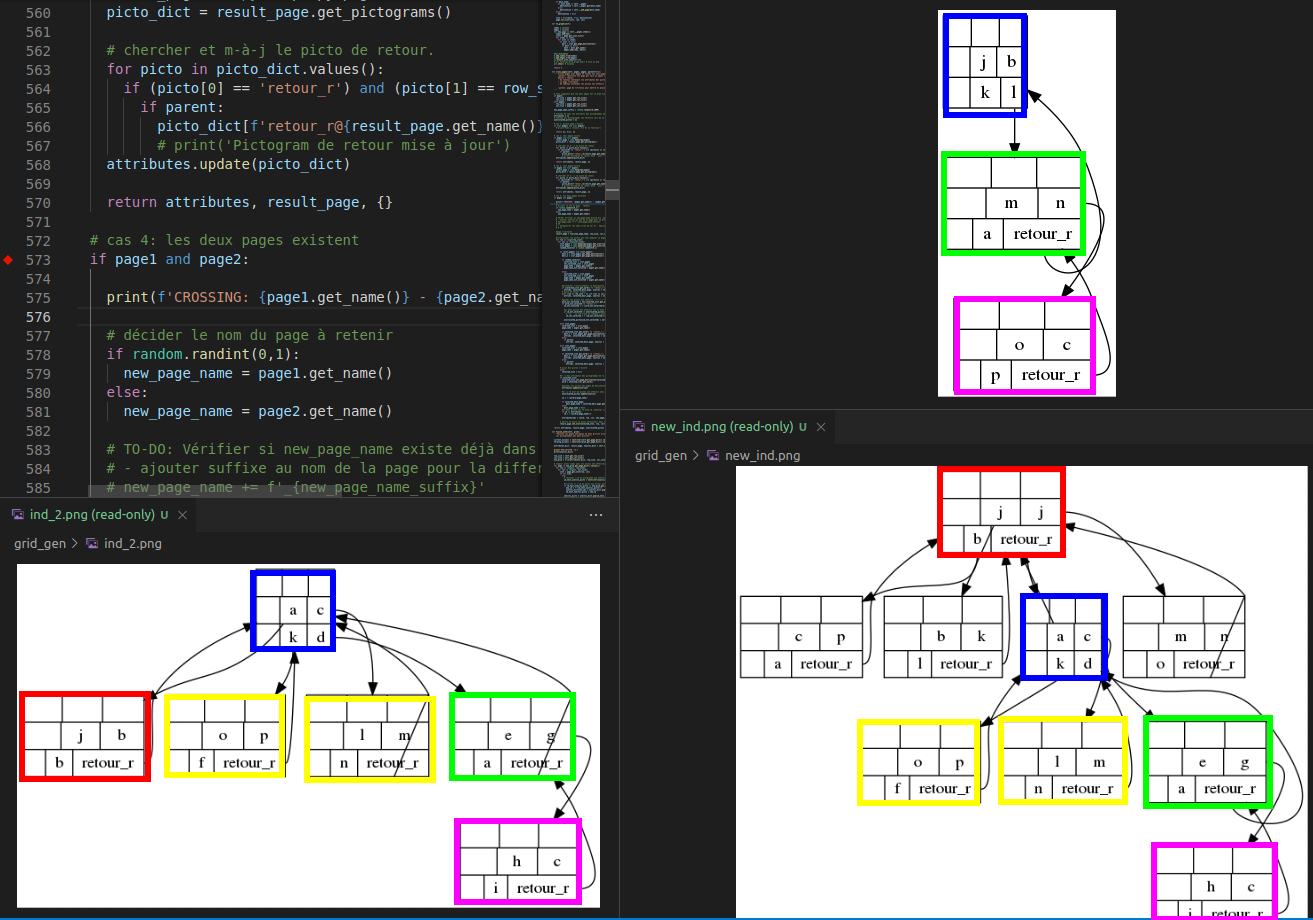 560 picto_dict = result_page.get_pictograms()
561
562 # chercher et m-à-j le picto de retour.
563 for picto in picto_dict.values():
564 if (picto[0] == 'retour_r') and (picto[1] == row_s
565 if parent:
566 picto_dict[f'retour_r@{result_page.get_name()}
567 # print('Pictogram de retour mise à jour')
568 attributes.update(picto_dict)
569
570 return attributes, result_page, {}
571
572 # cas 4: les deux pages existent
573 if page1 and page2:
574
575 print(f'CROSSING: {page1.get_name()} - {page2.get_na
576
577 # décider le nom du page à retenir
578 if random.randint(0,1):
579 new_page_name = page1.get_name()
580 else:
581 new_page_name = page2.get_name()
582
583 # TO-DO: Vérifier si new_page_name existe déjà dans
584 # - ajouter suffixe au nom de la page pour la differ
585 # new_page_name += f'_{new_page_name_suffix}'
j b
k l
m n
a retour_r
o c
p retour_r
new_ind.png (read-only) U
grid_gen > new_ind.png
j j
b retour_r
c p
a retour_r
b k
l retour_r
a c
k d
m n
o retour_r
o p
f retour_r
l m
n retour_r
e g
a retour_r
h c
i retour_r
ind_2.png (read-only) U
grid_gen > ind_2.png
a c
k d
j b
b retour_r
o p
f retour_r
l m
n retour_r
e g
a retour_r
h c
i retour_r